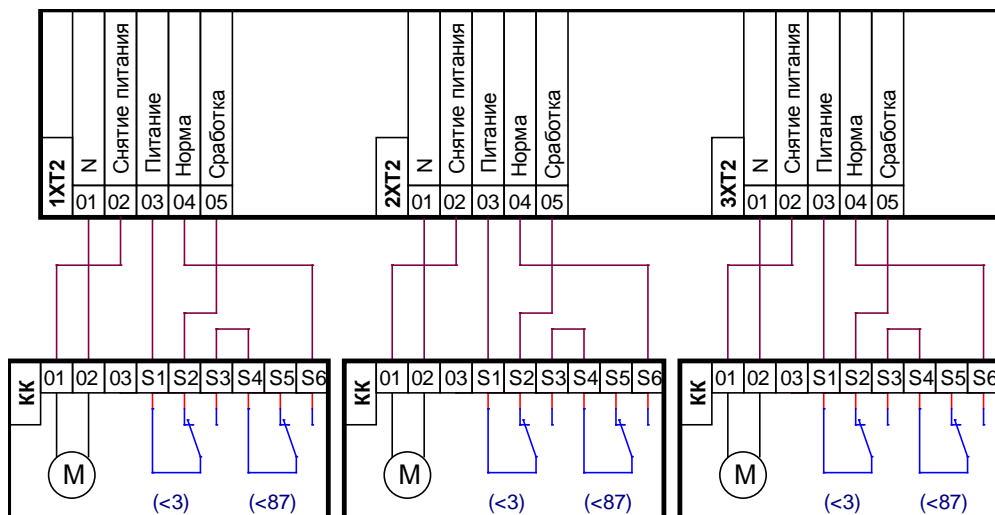 1XT2 N Снятие питания Питание Норма Сработка
01 02 03 04 05
2XT2 N Снятие питания Питание Норма Сработка
01 02 03 04 05
3XT2 N Снятие питания Питание Норма Сработка
01 02 03 04 05
КК 01 02 03 S1 S2 S3 S4 S5 S6
M (<3) (<87)
КК 01 02 03 S1 S2 S3 S4 S5 S6
M (<3) (<87)
КК 01 02 03 S1 S2 S3 S4 S5 S6
M (<3) (<87)